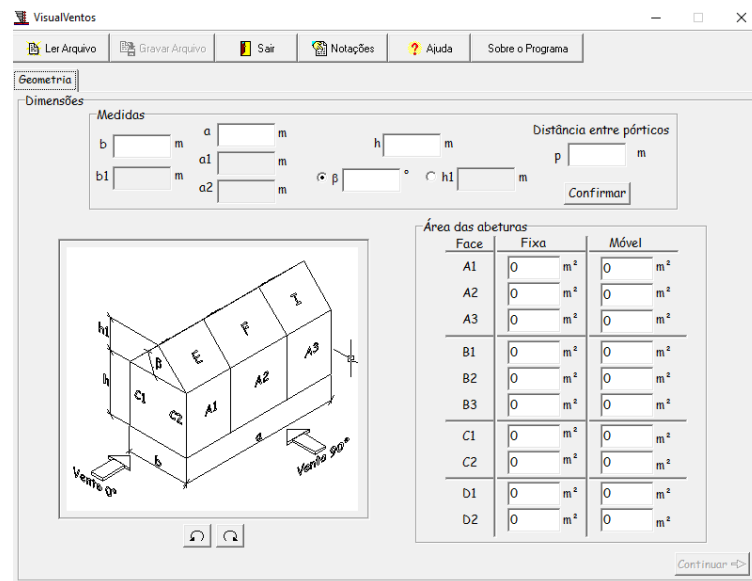 VisualVentos
Ler Arquivo Gravar Arquivo Sair Notações ? Ajuda Sobre o Programa
Geometria
Dimensões
Medidas
b m a m h m Distância entre pórticos
a1 m p m
b1 m a2 m β ° h1 m
Confirmar
Área das abeturas
Face Fixa Móvel
A1 0 m² 0 m²
A2 0 m² 0 m²
A3 0 m² 0 m²
B1 0 m² 0 m²
B2 0 m² 0 m²
B3 0 m² 0 m²
C1 0 m² 0 m²
C2 0 m² 0 m²
D1 0 m² 0 m²
D2 0 m² 0 m²
h1
β E F I
h
C1 C2 A1 A2 A3
b a
Vento 0° Vento 90°
Continuar